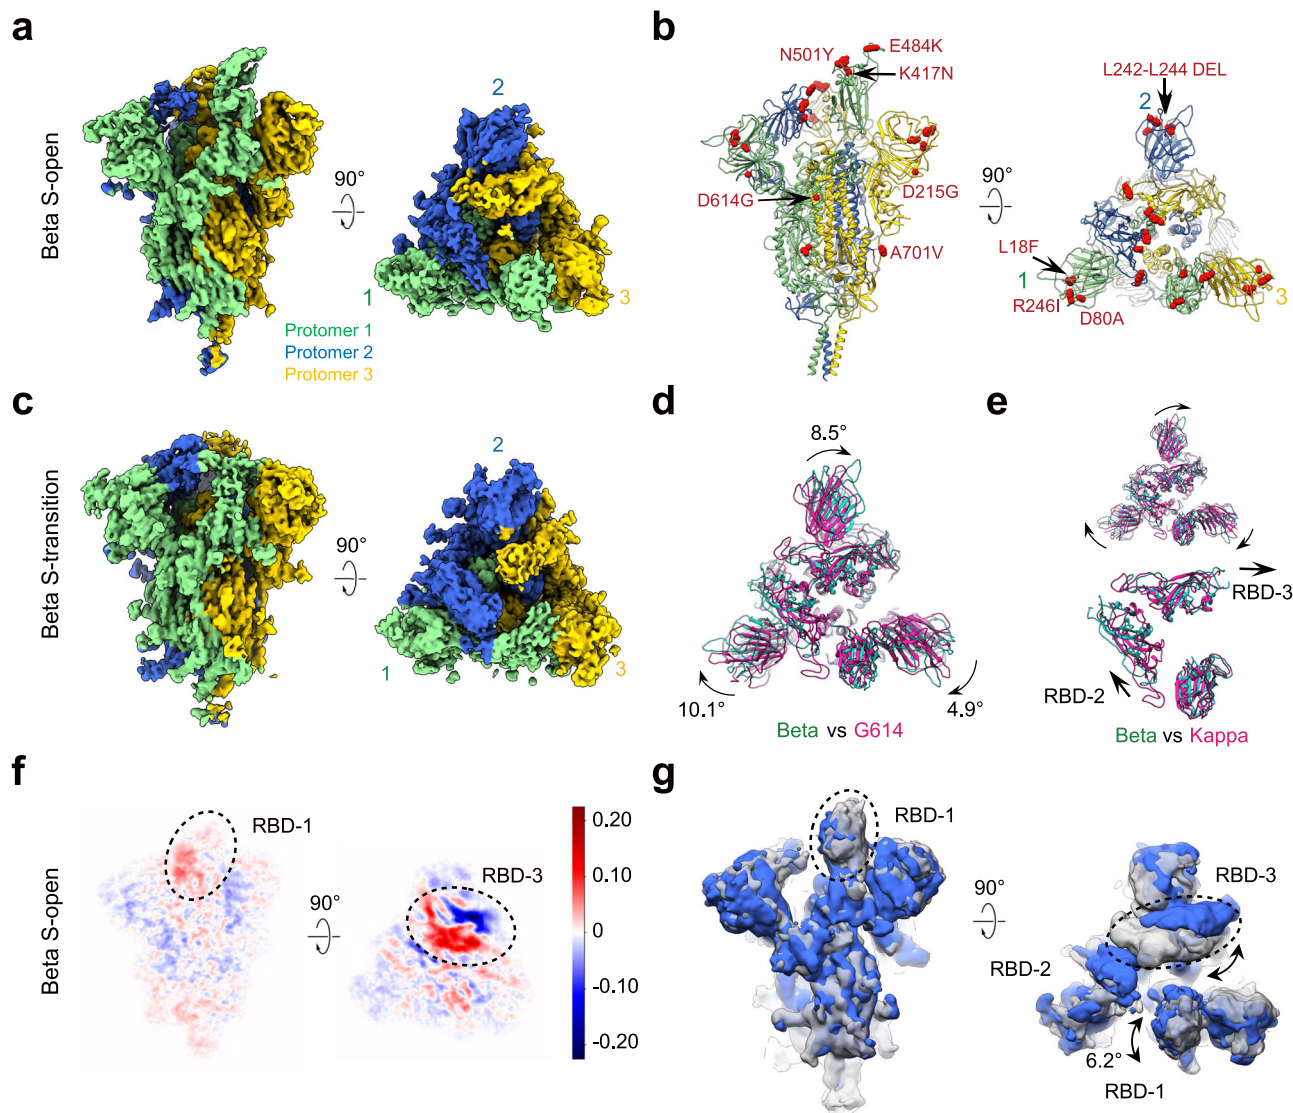 a
Beta S-open
90°
2
1
3
Protomer 1
Protomer 2
Protomer 3
b
N501Y
E484K
K417N
D614G
D215G
A701V
90°
L242-L244 DEL
2
L18F
1
R246I
D80A
3
c
Beta S-transition
90°
2
1
3
d
8.5°
10.1°
4.9°
Beta vs G614
e
RBD-3
RBD-2
Beta vs Kappa
f
Beta S-open
RBD-1
90°
RBD-3
0.20
0.10
0
-0.10
-0.20
g
RBD-1
90°
RBD-3
RBD-2
6.2°
RBD-1